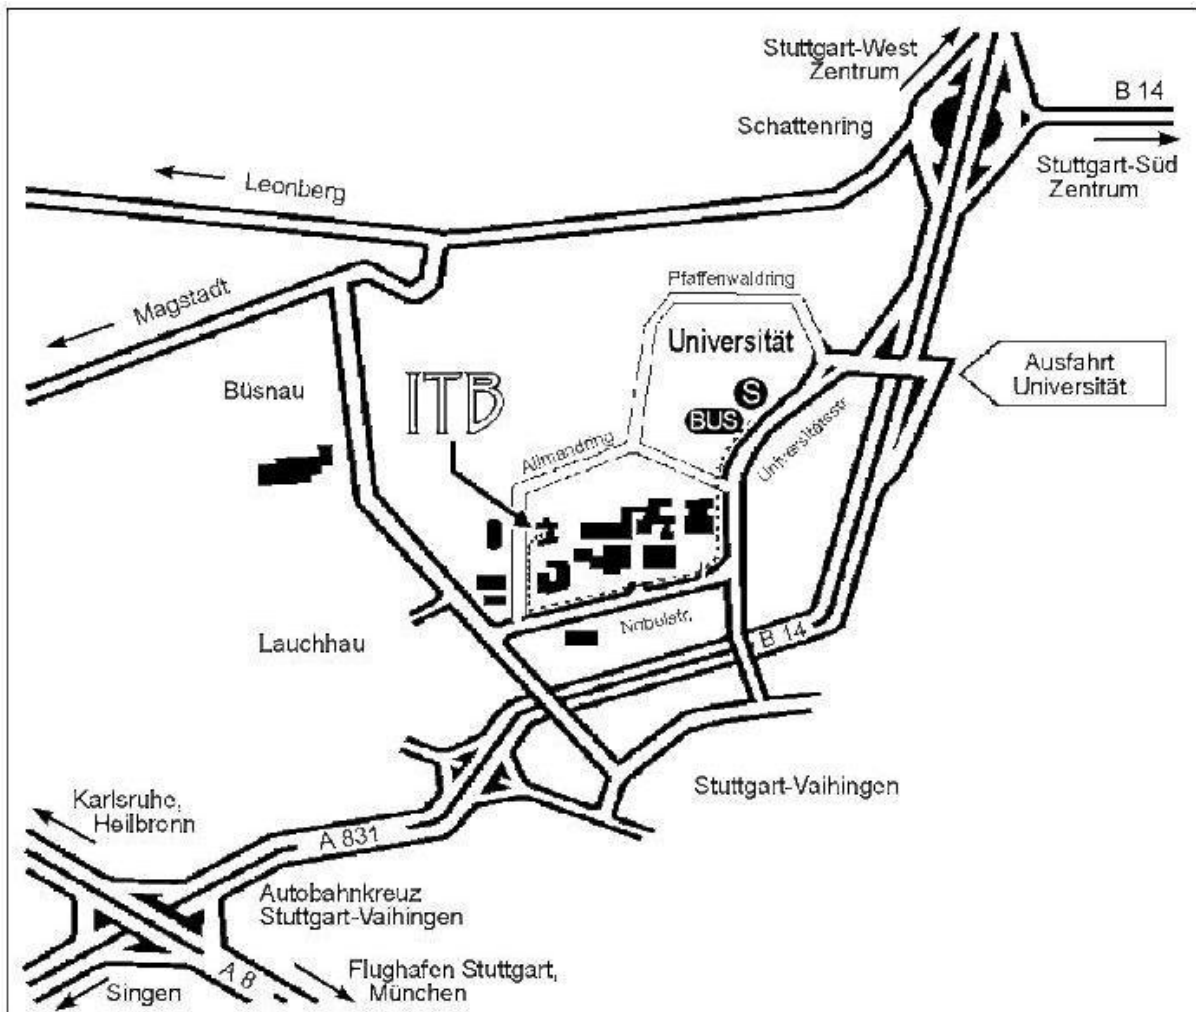 Stuttgart-West
Zentrum
B 14
Schattenring
Stuttgart-Süd
Zentrum
Leonberg
Magstadt
Pfaffenwaldring
Universität
Ausfahrt
Universität
Büsnau
ITB
S
BUS
Universitätsstr.
Allmandring
Nobelstr.
Lauchhau
B 14
Stuttgart-Vaihingen
Karlsruhe,
Heilbronn
A 831
Autobahnkreuz
Stuttgart-Vaihingen
A 8
Flughafen Stuttgart,
München
Singen